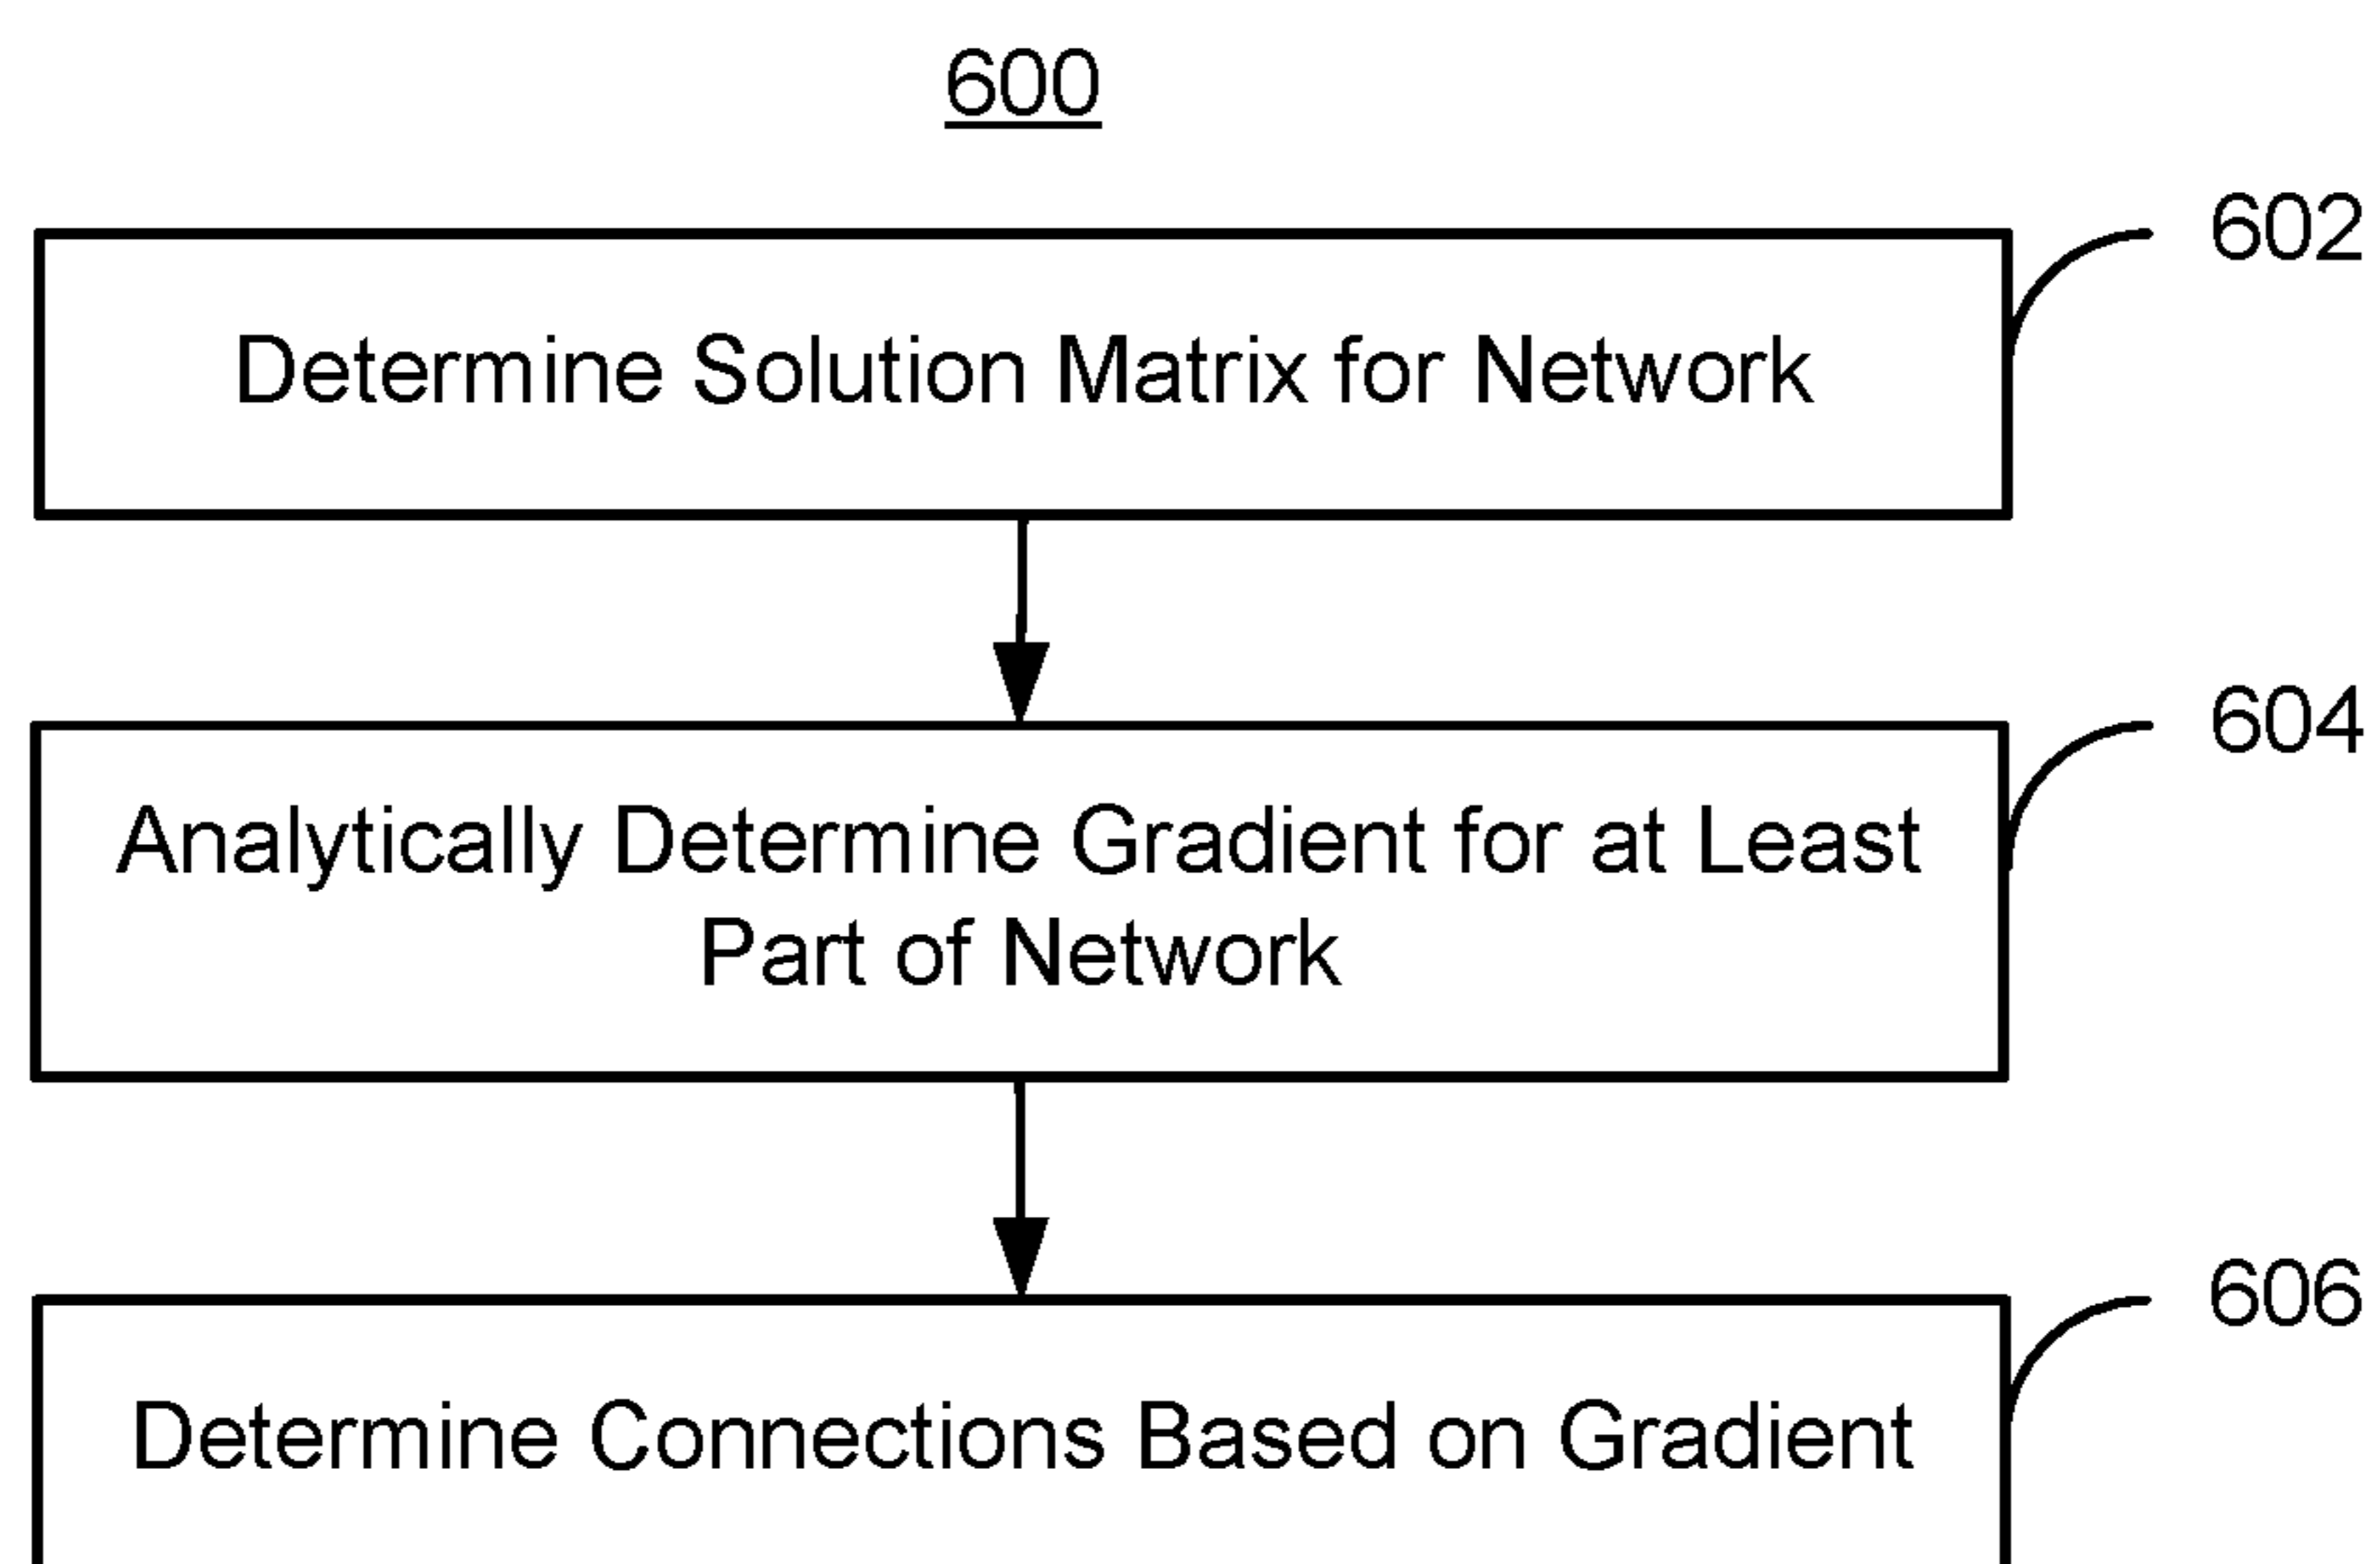 600
602
Determine Solution Matrix for Network
604
Analytically Determine Gradient for at Least
Part of Network
606
Determine Connections Based on Gradient